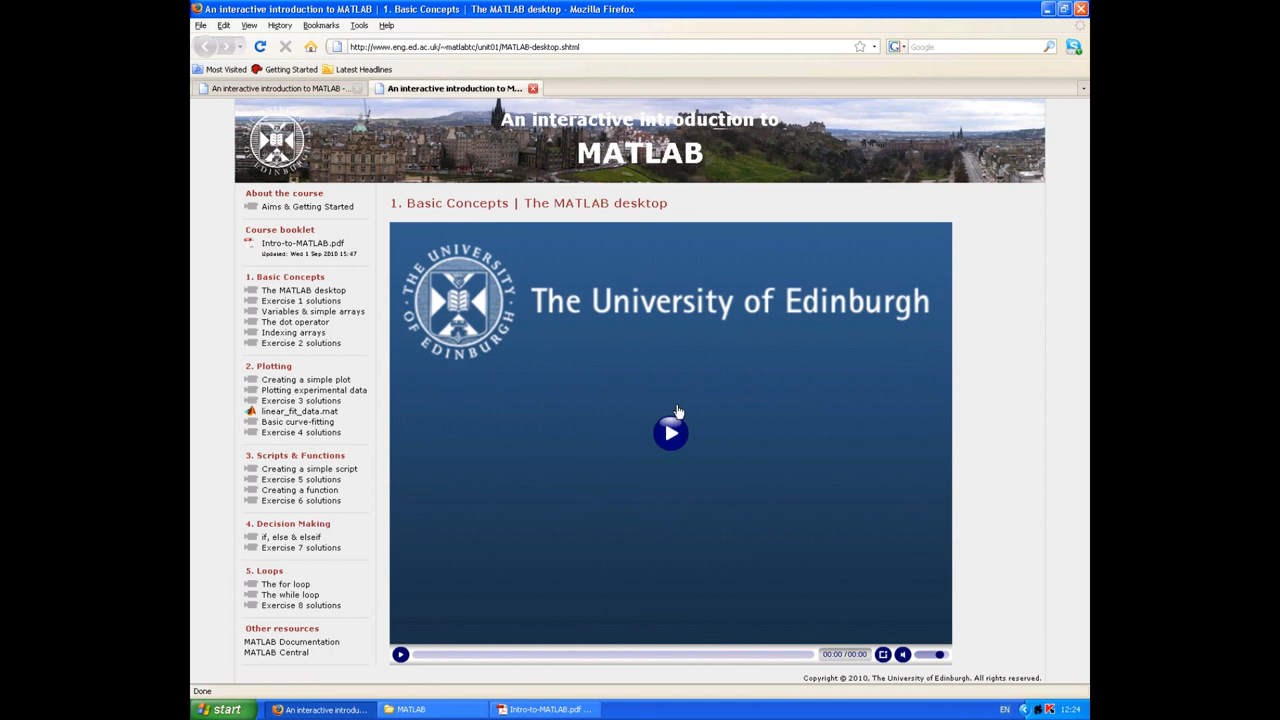 An interactive introduction to MATLAB | 1. Basic Concepts | The MATLAB desktop - Mozilla Firefox
File Edit View History Bookmarks Tools Help
http://www.eng.ed.ac.uk/~matlabtc/unit01/MATLAB-desktop.shtml
Google
Most Visited Getting Started Latest Headlines
An interactive introduction to MATLAB -...
An interactive introduction to M...
An interactive introduction to
MATLAB
About the course
Aims & Getting Started
Course booklet
Intro-to-MATLAB.pdf
Updated: Wed 1 Sep 2010 15:47
1. Basic Concepts
The MATLAB desktop
Exercise 1 solutions
Variables & simple arrays
The dot operator
Indexing arrays
Exercise 2 solutions
2. Plotting
Creating a simple plot
Plotting experimental data
Exercise 3 solutions
linear_fit_data.mat
Basic curve-fitting
Exercise 4 solutions
3. Scripts & Functions
Creating a simple script
Exercise 5 solutions
Creating a function
Exercise 6 solutions
4. Decision Making
if, else & elseif
Exercise 7 solutions
5. Loops
The for loop
The while loop
Exercise 8 solutions
Other resources
MATLAB Documentation
MATLAB Central
1. Basic Concepts | The MATLAB desktop
THE UNIVERSITY OF EDINBURGH
The University of Edinburgh
00:00 /00:00
Copyright © 2010, The University of Edinburgh. All rights reserved.
Done
start
An interactive introdu...
MATLAB
Intro-to-MATLAB.pdf ...
EN
12:24